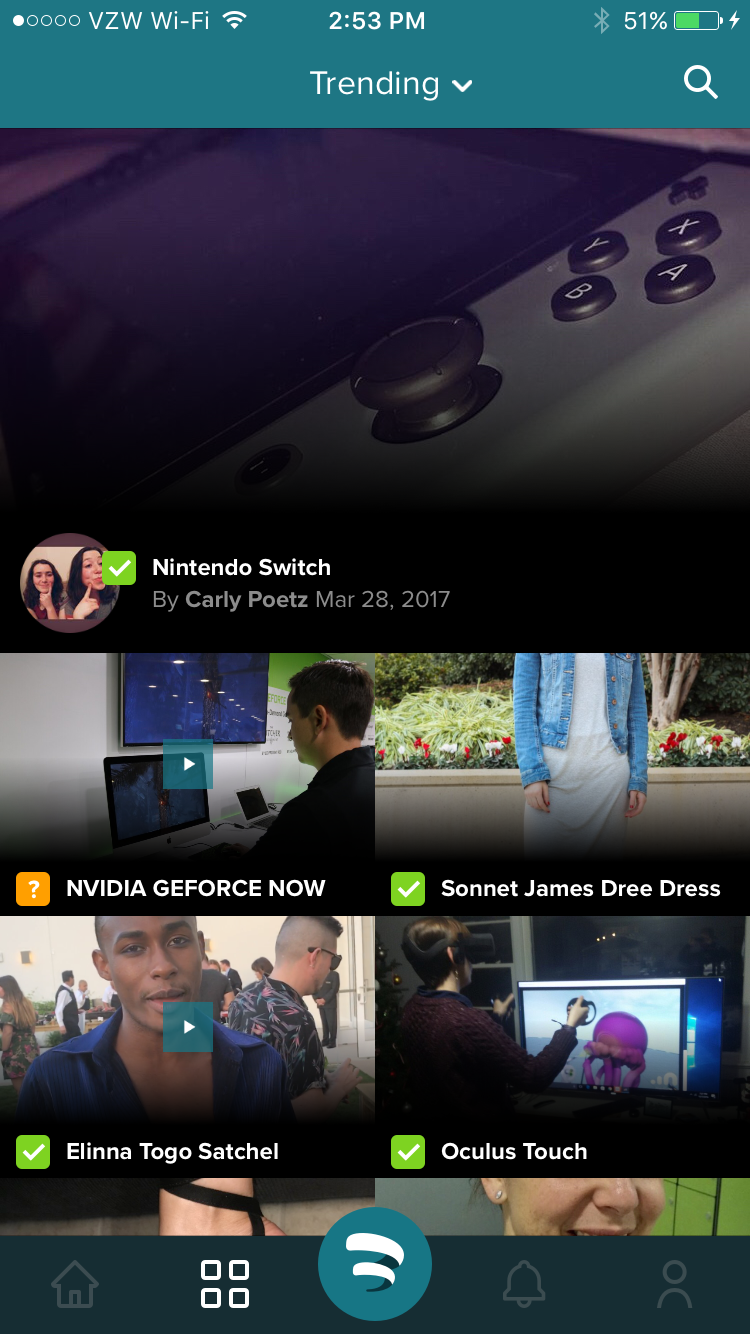 VZW Wi-Fi 2:53 PM 51%
Trending
X
Y
A
B
Nintendo Switch
By Carly Poetz Mar 28, 2017
? NVIDIA GEFORCE NOW
Sonnet James Dree Dress
Elinna Togo Satchel
Oculus Touch